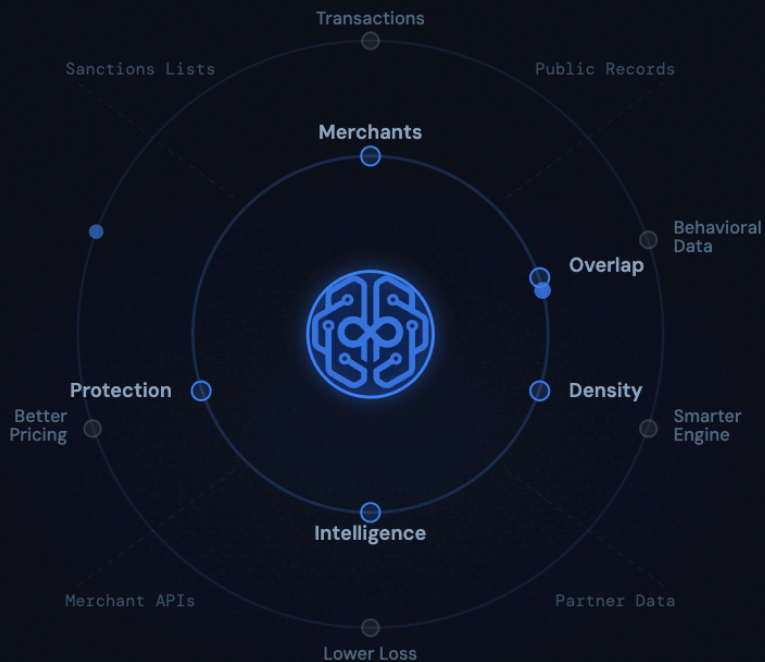 Transactions
Sanctions Lists
Public Records
Merchants
Behavioral
Data
Overlap
Protection
Density
Better
Pricing
Smarter
Engine
Intelligence
Merchant APIs
Partner Data
Lower Loss